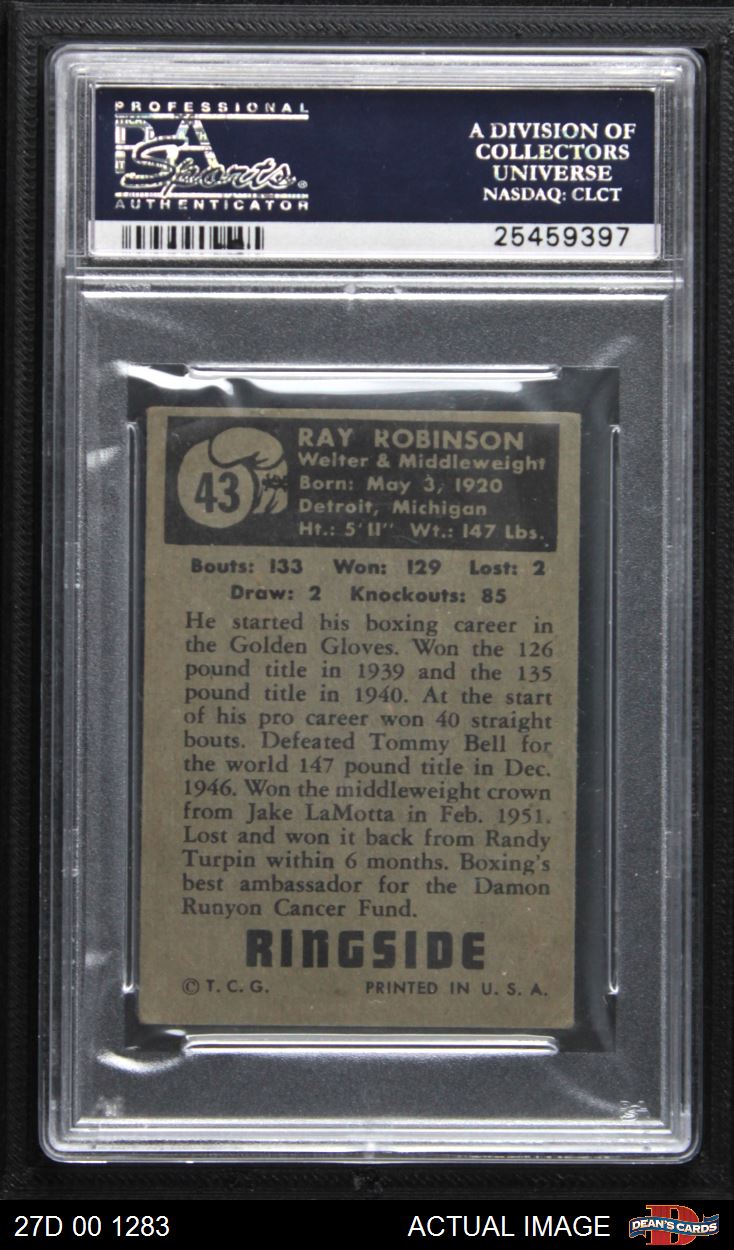 PROFESSIONAL
PSA
Sports®
AUTHENTICATOR
A DIVISION OF
COLLECTORS
UNIVERSE
NASDAQ: CLCT
25459397
43
RAY ROBINSON
Welter & Middleweight
Born: May 3, 1920
Detroit, Michigan
Ht.: 5'11" Wt.: 147 Lbs.
Bouts: 133 Won: 129 Lost: 2
Draw: 2 Knockouts: 85
He started his boxing career in
the Golden Gloves. Won the 126
pound title in 1939 and the 135
pound title in 1940. At the start
of his pro career won 40 straight
bouts. Defeated Tommy Bell for
the world 147 pound title in Dec.
1946. Won the middleweight crown
from Jake LaMotta in Feb. 1951.
Lost and won it back from Randy
Turpin within 6 months. Boxing's
best ambassador for the Damon
Runyon Cancer Fund.
RINGSIDE
© T. C. G. PRINTED IN U. S. A.
27D 00 1283 ACTUAL IMAGE DEAN'S CARDS